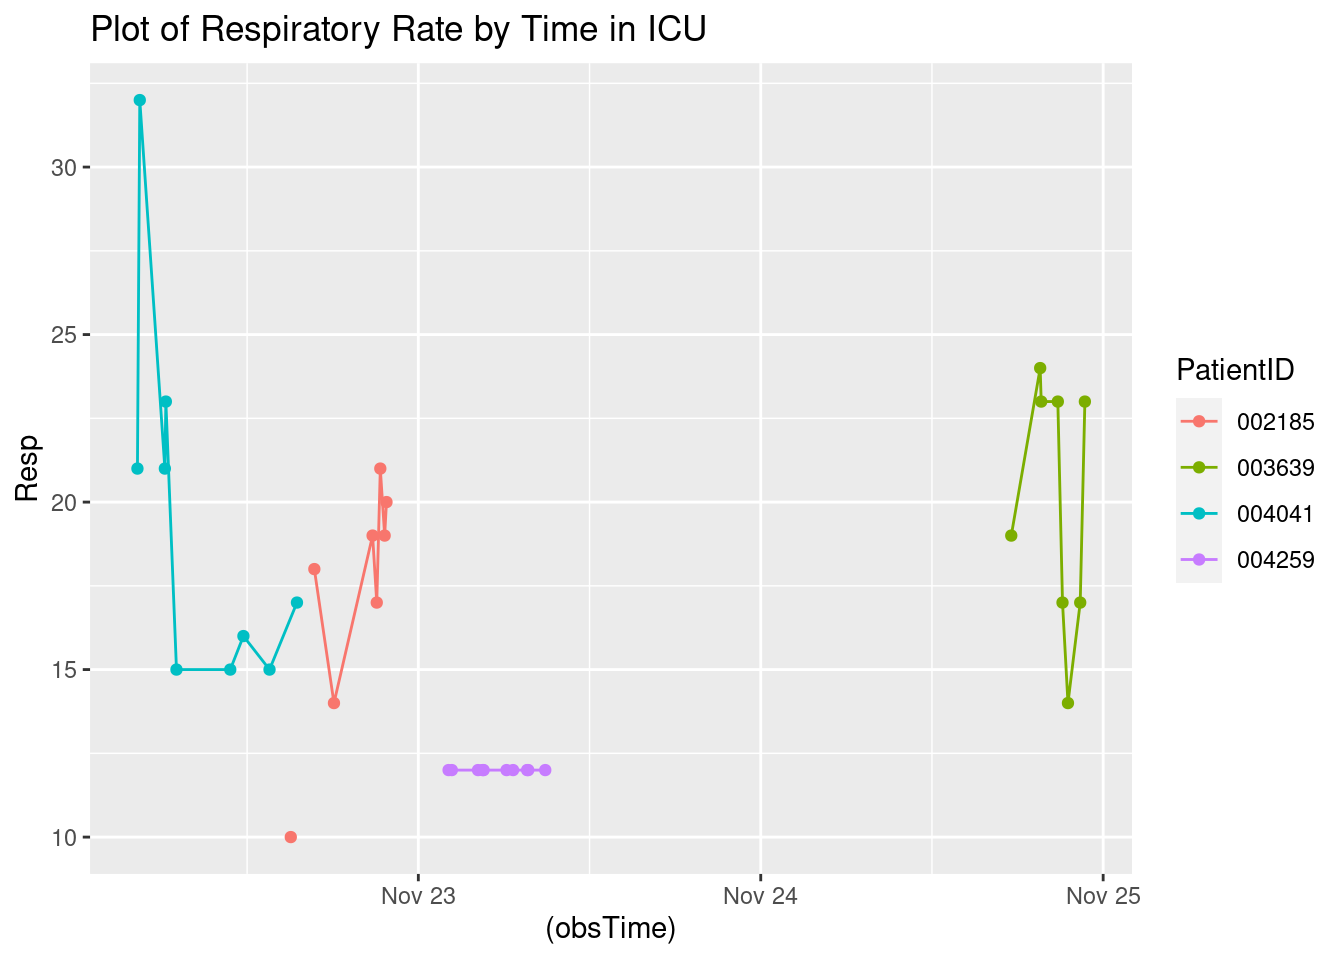 Plot of Respiratory Rate by Time in ICU
30
25
20
15
10
Resp
Nov 23
Nov 24
Nov 25
(obsTime)
PatientID
002185
003639
004041
004259